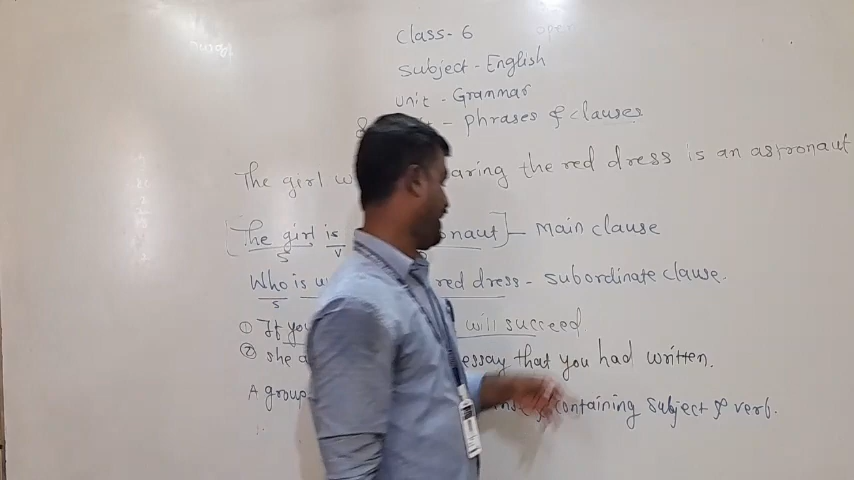 Class- 6
Subject - English
Unit - Grammar
- phrases & clauses
The girl w aring the red dress is an astronaut
[The girl is onaut] - Main clause
S V
Who is w red dress - subordinate clause.
S
① If you will succeed
② she a essay that you had written.
A group containing subject & verb.